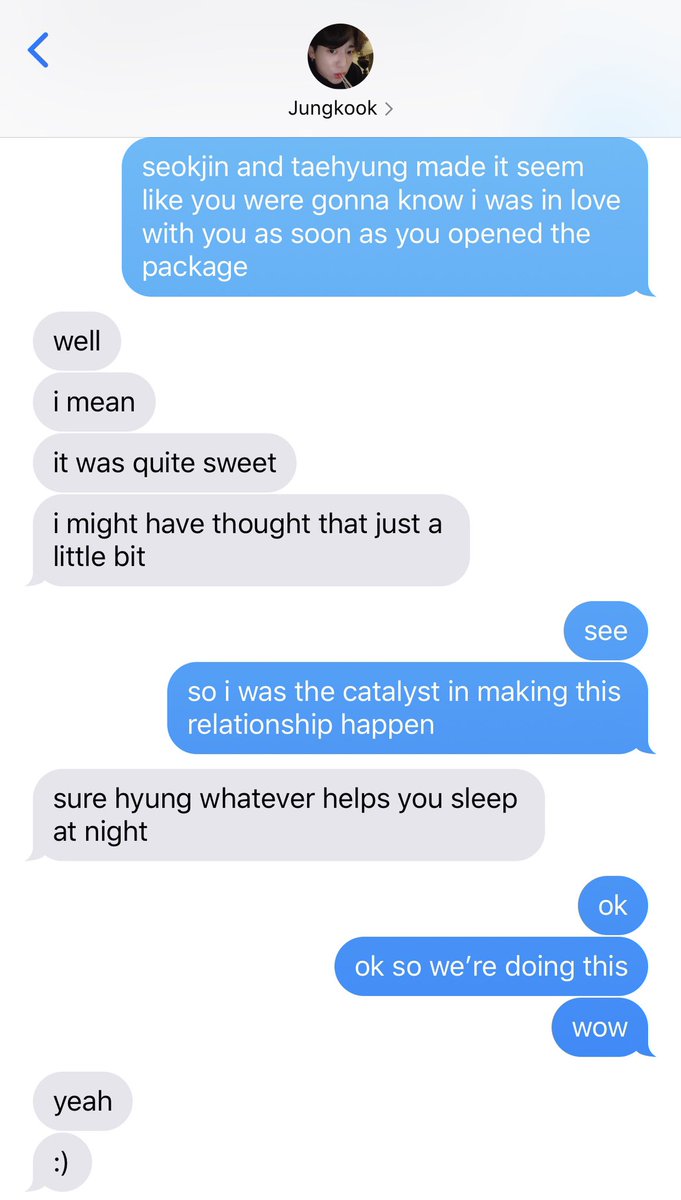 Jungkook
seokjin and taehyung made it seem
like you were gonna know i was in love
with you as soon as you opened the
package
well
i mean
it was quite sweet
i might have thought that just a
little bit
see
so i was the catalyst in making this
relationship happen
sure hyung whatever helps you sleep
at night
ok
ok so we’re doing this
wow
yeah
:)